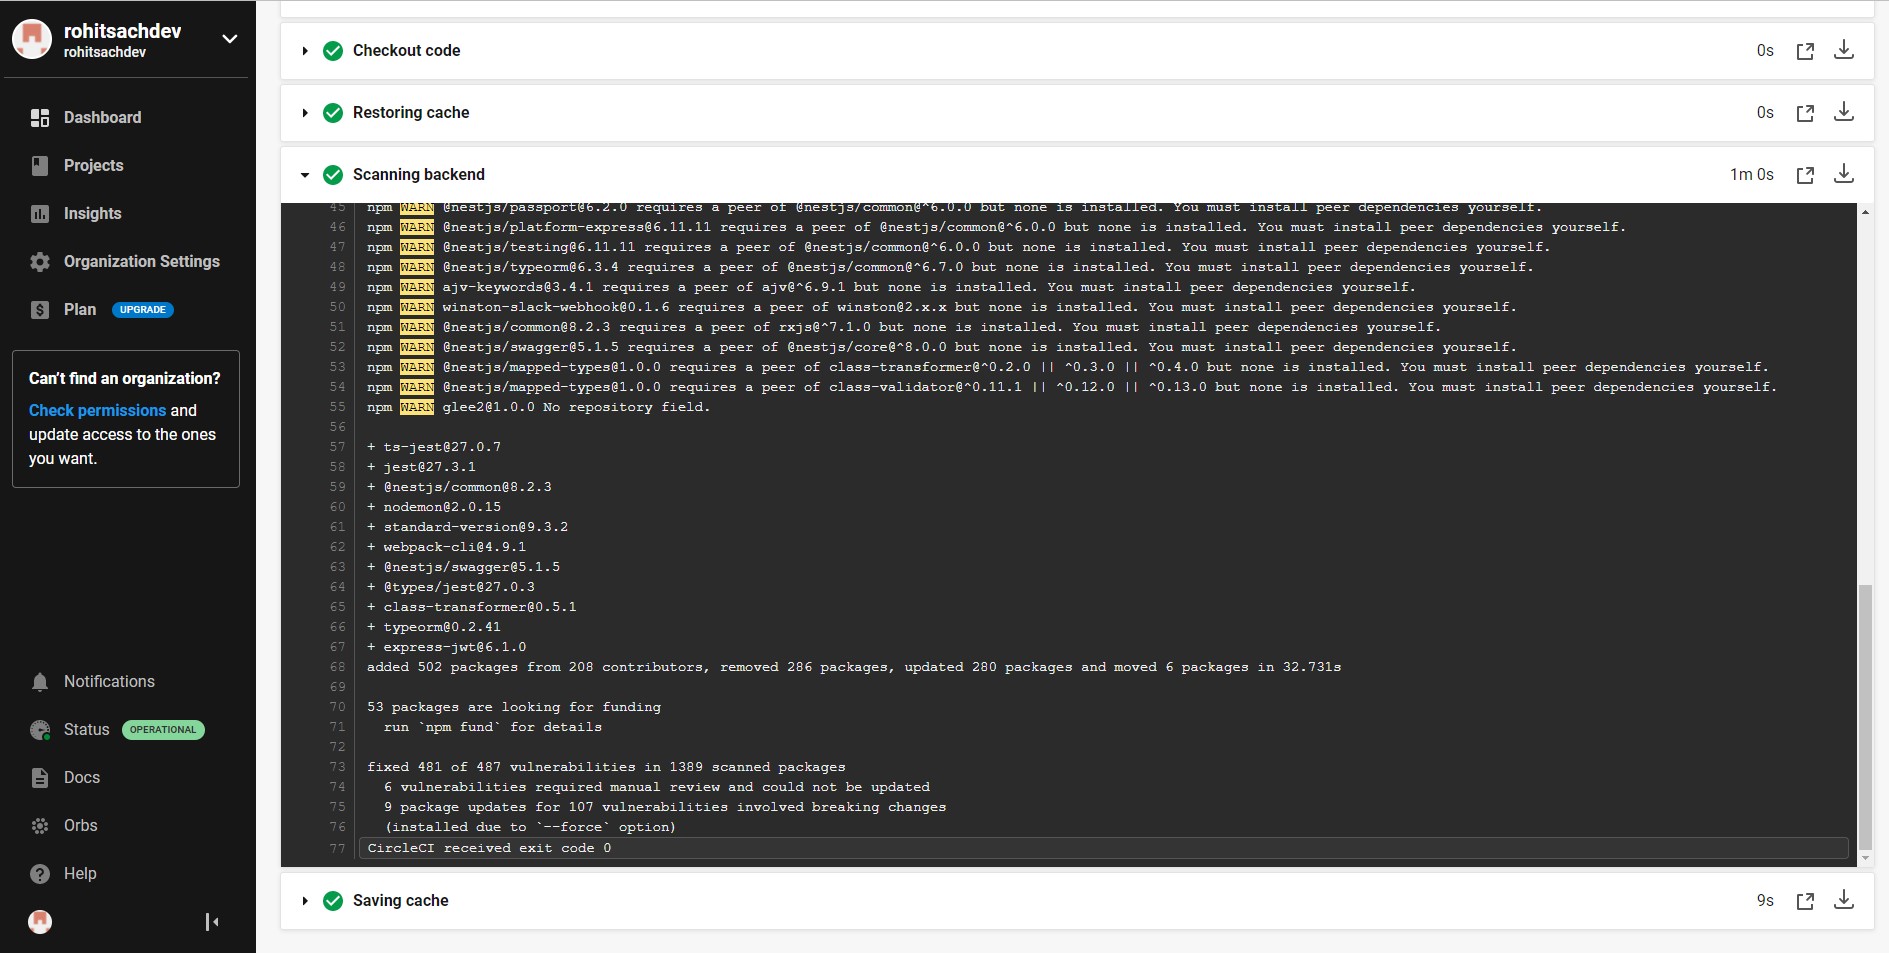 rohitsachdev
rohitsachdev
Dashboard
Projects
Insights
Organization Settings
Plan UPGRADE
Can't find an organization?
Check permissions and
update access to the ones
you want.
Notifications
Status OPERATIONAL
Docs
Orbs
Help
Checkout code 0s
Restoring cache 0s
Scanning backend 1m 0s
45 npm WARN @nestjs/passport@6.2.0 requires a peer of @nestjs/common@^6.0.0 but none is installed. You must install peer dependencies yourself.
46 npm WARN @nestjs/platform-express@6.11.11 requires a peer of @nestjs/common@^6.0.0 but none is installed. You must install peer dependencies yourself.
47 npm WARN @nestjs/testing@6.11.11 requires a peer of @nestjs/common@^6.0.0 but none is installed. You must install peer dependencies yourself.
48 npm WARN @nestjs/typeorm@6.3.4 requires a peer of @nestjs/common@^6.7.0 but none is installed. You must install peer dependencies yourself.
49 npm WARN ajv-keywords@3.4.1 requires a peer of ajv@^6.9.1 but none is installed. You must install peer dependencies yourself.
50 npm WARN winston-slack-webhook@0.1.6 requires a peer of winston@2.x.x but none is installed. You must install peer dependencies yourself.
51 npm WARN @nestjs/common@8.2.3 requires a peer of rxjs@^7.1.0 but none is installed. You must install peer dependencies yourself.
52 npm WARN @nestjs/swagger@5.1.5 requires a peer of @nestjs/core@^8.0.0 but none is installed. You must install peer dependencies yourself.
53 npm WARN @nestjs/mapped-types@1.0.0 requires a peer of class-transformer@^0.2.0 || ^0.3.0 || ^0.4.0 but none is installed. You must install peer dependencies yourself.
54 npm WARN @nestjs/mapped-types@1.0.0 requires a peer of class-validator@^0.11.1 || ^0.12.0 || ^0.13.0 but none is installed. You must install peer dependencies yourself.
55 npm WARN glee2@1.0.0 No repository field.
56
57 + ts-jest@27.0.7
58 + jest@27.3.1
59 + @nestjs/common@8.2.3
60 + nodemon@2.0.15
61 + standard-version@9.3.2
62 + webpack-cli@4.9.1
63 + @nestjs/swagger@5.1.5
64 + @types/jest@27.0.3
65 + class-transformer@0.5.1
66 + typeorm@0.2.41
67 + express-jwt@6.1.0
68 added 502 packages from 208 contributors, removed 286 packages, updated 280 packages and moved 6 packages in 32.731s
69
70 53 packages are looking for funding
71 run `npm fund` for details
72
73 fixed 481 of 487 vulnerabilities in 1389 scanned packages
74 6 vulnerabilities required manual review and could not be updated
75 9 package updates for 107 vulnerabilities involved breaking changes
76 (installed due to `--force` option)
77 CircleCI received exit code 0
Saving cache 9s